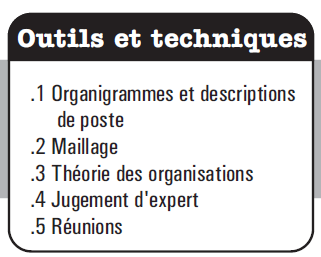 Outils et techniques
.1 Organigrammes et descriptions
de poste
.2 Maillage
.3 Théorie des organisations
.4 Jugement d'expert
.5 Réunions